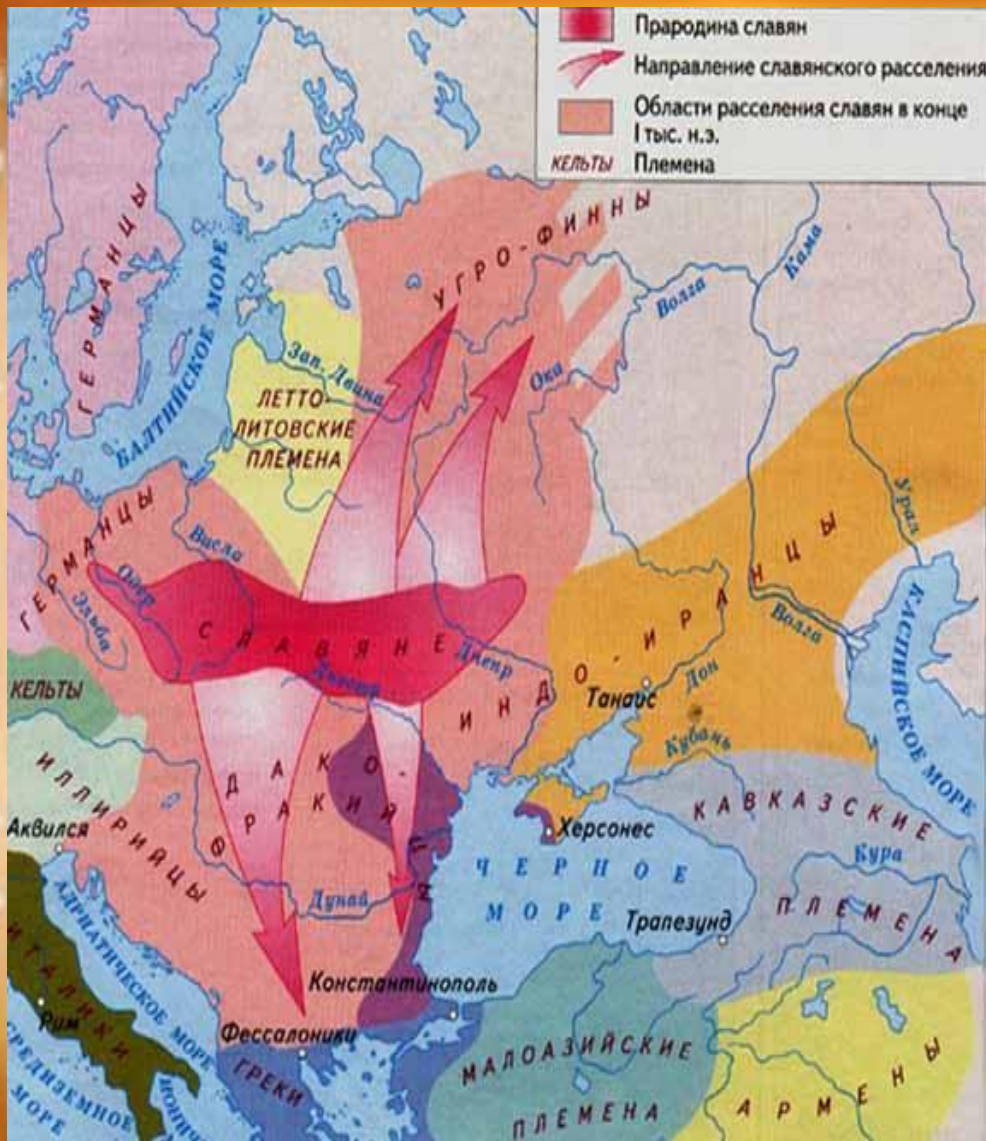 Прародина славян
Направление славянского расселения
Области расселения славян в конце
I тыс. н.э.
КЕЛЬТЫ Племена
ГЕРМАНЦЫ
БАЛТИЙСКОЕ МОРЕ
УГРО-ФИННЫ
Кама
Волга
Ока
Зап. Двина
ЛЕТТО-
ЛИТОВСКИЕ
ПЛЕМЕНА
ГЕРМАНЦЫ
Висла
Одер
Эльба
СЛАВЯНЕ
Днепр
Днестр
ИНДО-ИРАНЦЫ
Урал
Волга
КАСПИЙСКОЕ МОРЕ
Дон
Танаис
Кубань
КЕЛЬТЫ
ИЛЛИРИЙЦЫ
ДАКО-
ФРАКИЙЦЫ
Аквилея
Херсонес
КАВКАЗСКИЕ
Кура
ПЛЕМЕНА
ЧЕРНОЕ
МОРЕ
Трапезунд
Дунай
АДРИАТИЧЕСКОЕ МОРЕ
ИТАЛИКИ
Рим
Константинополь
Фессалоники
ГРЕКИ
МАЛОАЗИЙСКИЕ
ПЛЕМЕНА
АРМЕНЫ
СРЕДИЗЕМНОЕ
МОРЕ